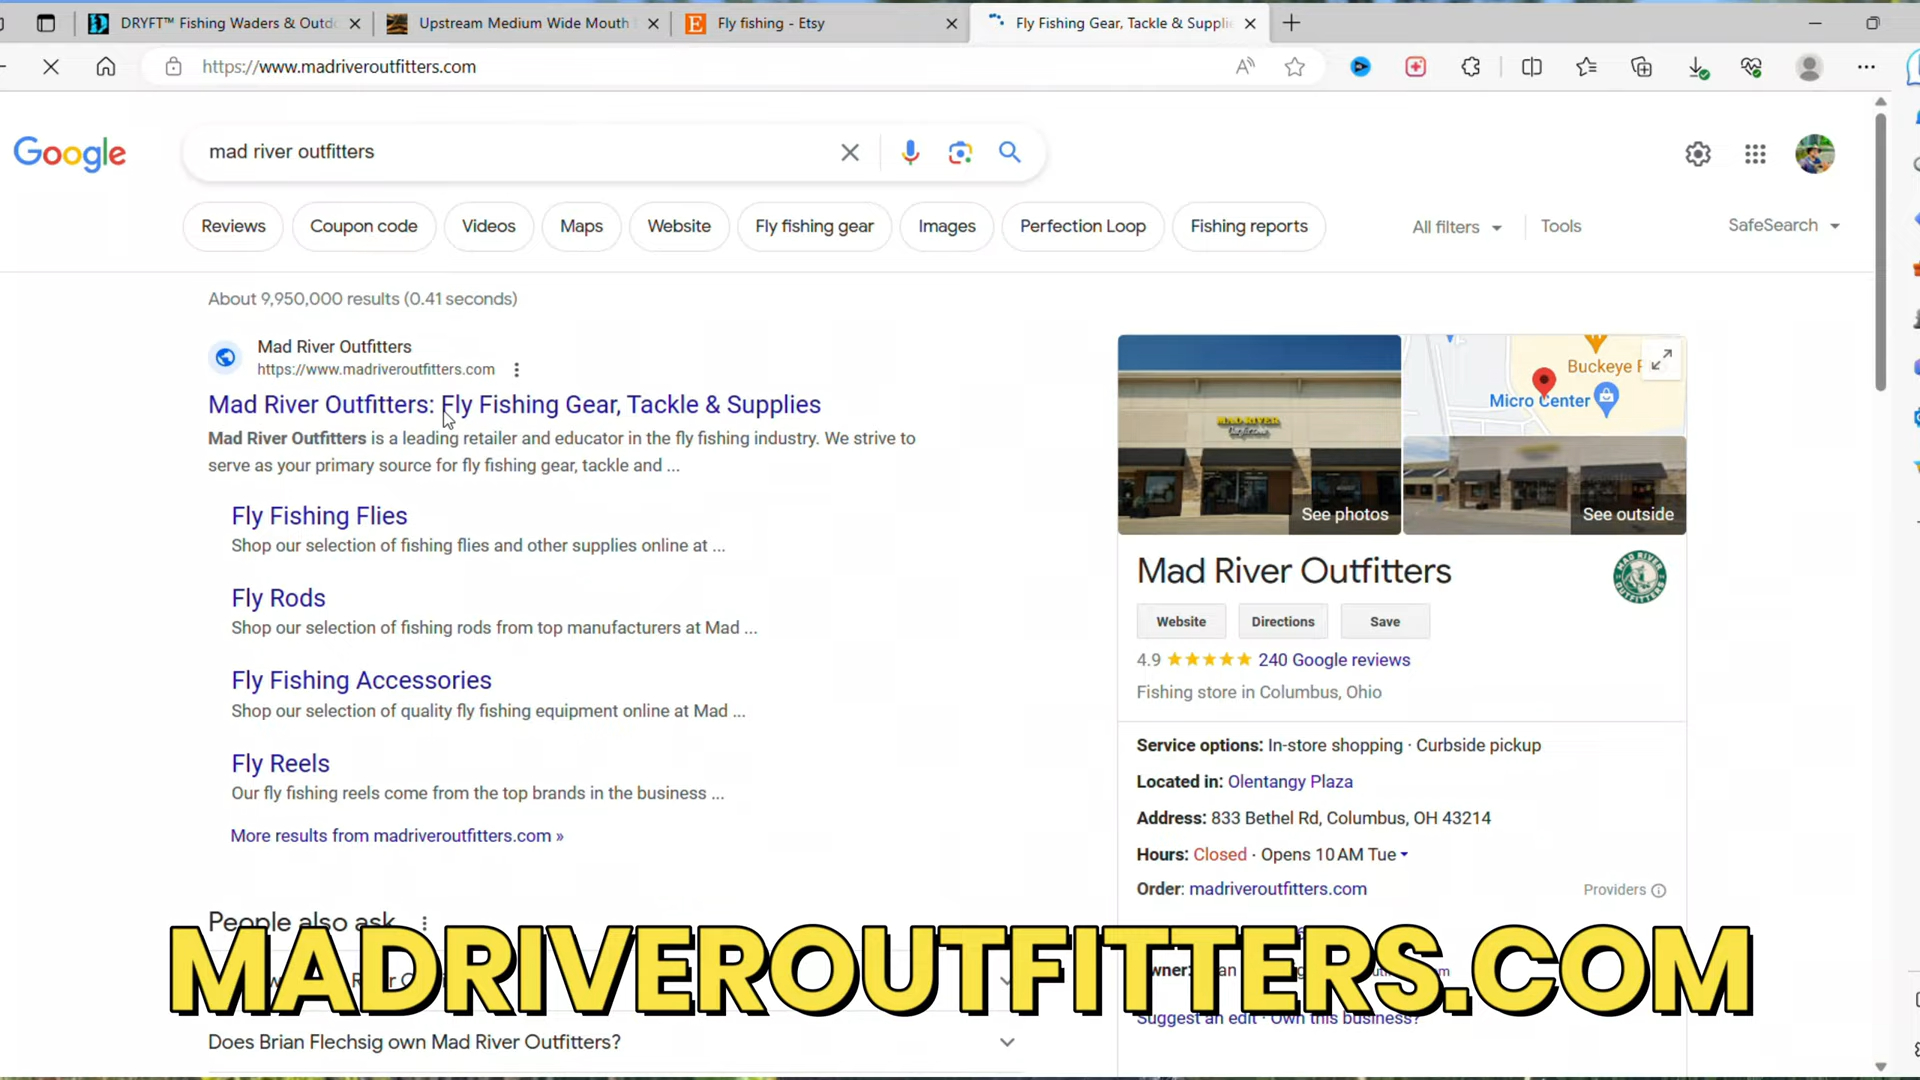 DRYFT™ Fishing Waders & Outdo
Upstream Medium Wide Mouth
Fly fishing - Etsy
Fly Fishing Gear, Tackle & Supplie
https://www.madriveroutfitters.com
Google
mad river outfitters
Reviews
Coupon code
Videos
Maps
Website
Fly fishing gear
Images
Perfection Loop
Fishing reports
All filters
Tools
SafeSearch
About 9,950,000 results (0.41 seconds)
Mad River Outfitters
https://www.madriveroutfitters.com
Mad River Outfitters: Fly Fishing Gear, Tackle & Supplies
Mad River Outfitters is a leading retailer and educator in the fly fishing industry. We strive to
serve as your primary source for fly fishing gear, tackle and ...
Fly Fishing Flies
Shop our selection of fishing flies and other supplies online at ...
Fly Rods
Shop our selection of fishing rods from top manufacturers at Mad ...
Fly Fishing Accessories
Shop our selection of quality fly fishing equipment online at Mad ...
Fly Reels
Our fly fishing reels come from the top brands in the business ...
More results from madriveroutfitters.com »
People also ask
Does Brian Flechsig own Mad River Outfitters?
MAD RIVER
Outfitters
See photos
Buckeye
Micro Center
See outside
Mad River Outfitters
MAD RIVER
OUTFITTERS
Website
Directions
Save
4.9
240 Google reviews
Fishing store in Columbus, Ohio
Service options: In-store shopping · Curbside pickup
Located in: Olentangy Plaza
Address: 833 Bethel Rd, Columbus, OH 43214
Hours: Closed · Opens 10 AM Tue
Order: madriveroutfitters.com
Providers
Suggest an edit · Own this business?
MADRIVEROUTFITTERS.COM